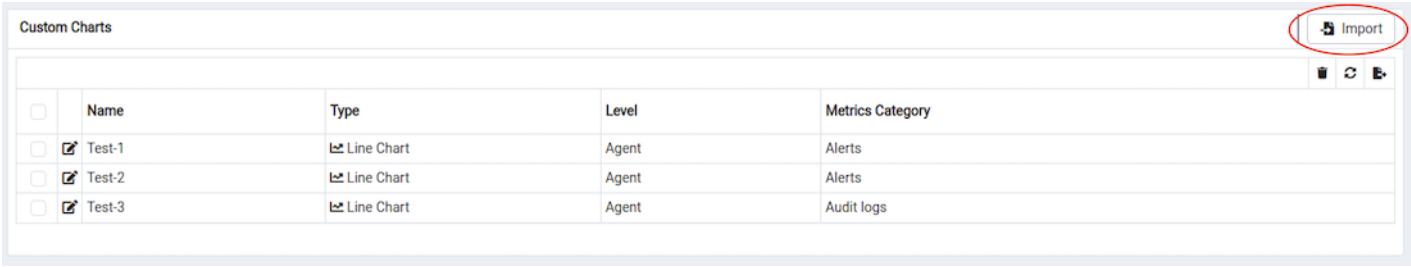 Custom Charts Import
Name Type Level Metrics Category
Test-1 Line Chart Agent Alerts
Test-2 Line Chart Agent Alerts
Test-3 Line Chart Agent Audit logs